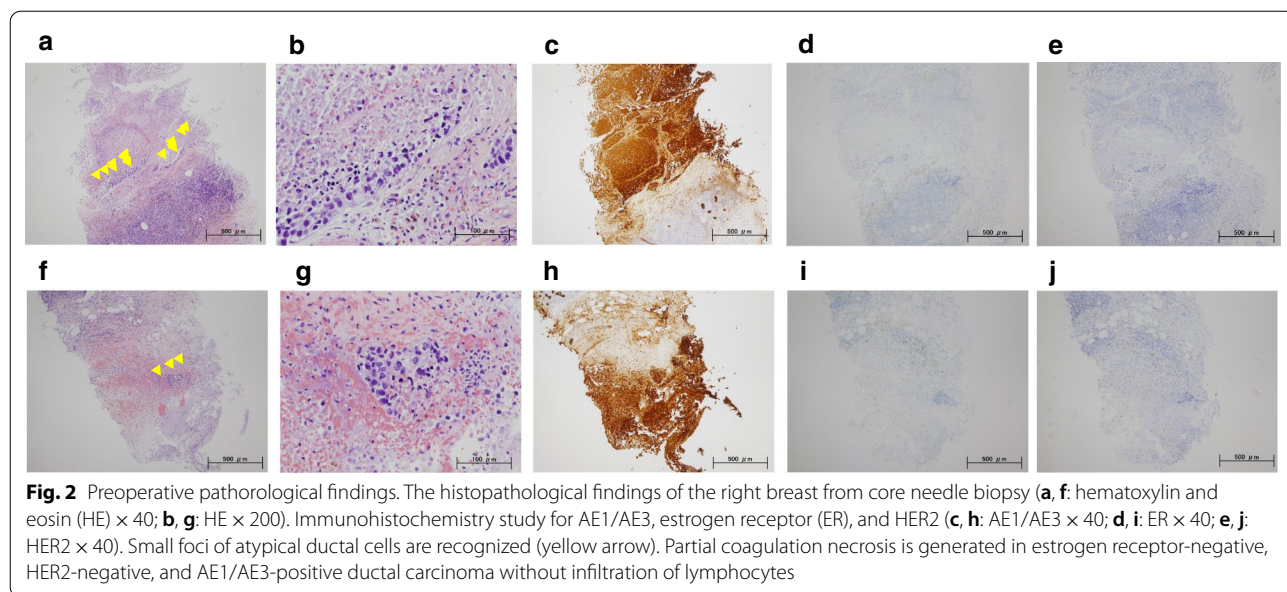 a b c d e
500 μm 100 μm 500 μm 500 μm 500 μm
f g h i j
500 μm 100 μm 500 μm 500 μm 500 μm
Fig. 2 Preoperative pathorological findings. The histopathological findings of the right breast from core needle biopsy (a, f: hematoxylin and
eosin (HE) × 40; b, g: HE × 200). Immunohistochemistry study for AE1/AE3, estrogen receptor (ER), and HER2 (c, h: AE1/AE3 × 40; d, i: ER × 40; e, j:
HER2 × 40). Small foci of atypical ductal cells are recognized (yellow arrow). Partial coagulation necrosis is generated in estrogen receptor-negative,
HER2-negative, and AE1/AE3-positive ductal carcinoma without infiltration of lymphocytes